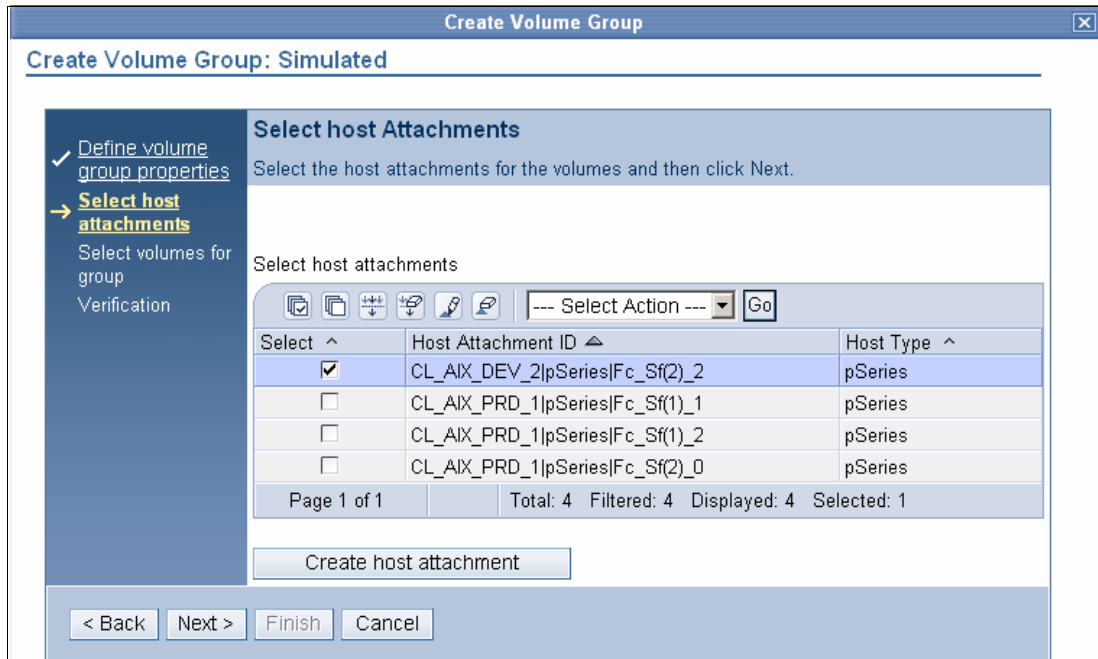 Create Volume Group
Create Volume Group: Simulated
Define volume
group properties
Select host
attachments
Select volumes for
group
Verification
Select host Attachments
Select the host attachments for the volumes and then click Next.
Select host attachments
--- Select Action --- Go
Select Host Attachment ID Host Type
CL_AIX_DEV_2|pSeries|Fc_Sf(2)_2 pSeries
CL_AIX_PRD_1|pSeries|Fc_Sf(1)_1 pSeries
CL_AIX_PRD_1|pSeries|Fc_Sf(1)_2 pSeries
CL_AIX_PRD_1|pSeries|Fc_Sf(2)_0 pSeries
Page 1 of 1 Total: 4 Filtered: 4 Displayed: 4 Selected: 1
Create host attachment
< Back Next > Finish Cancel